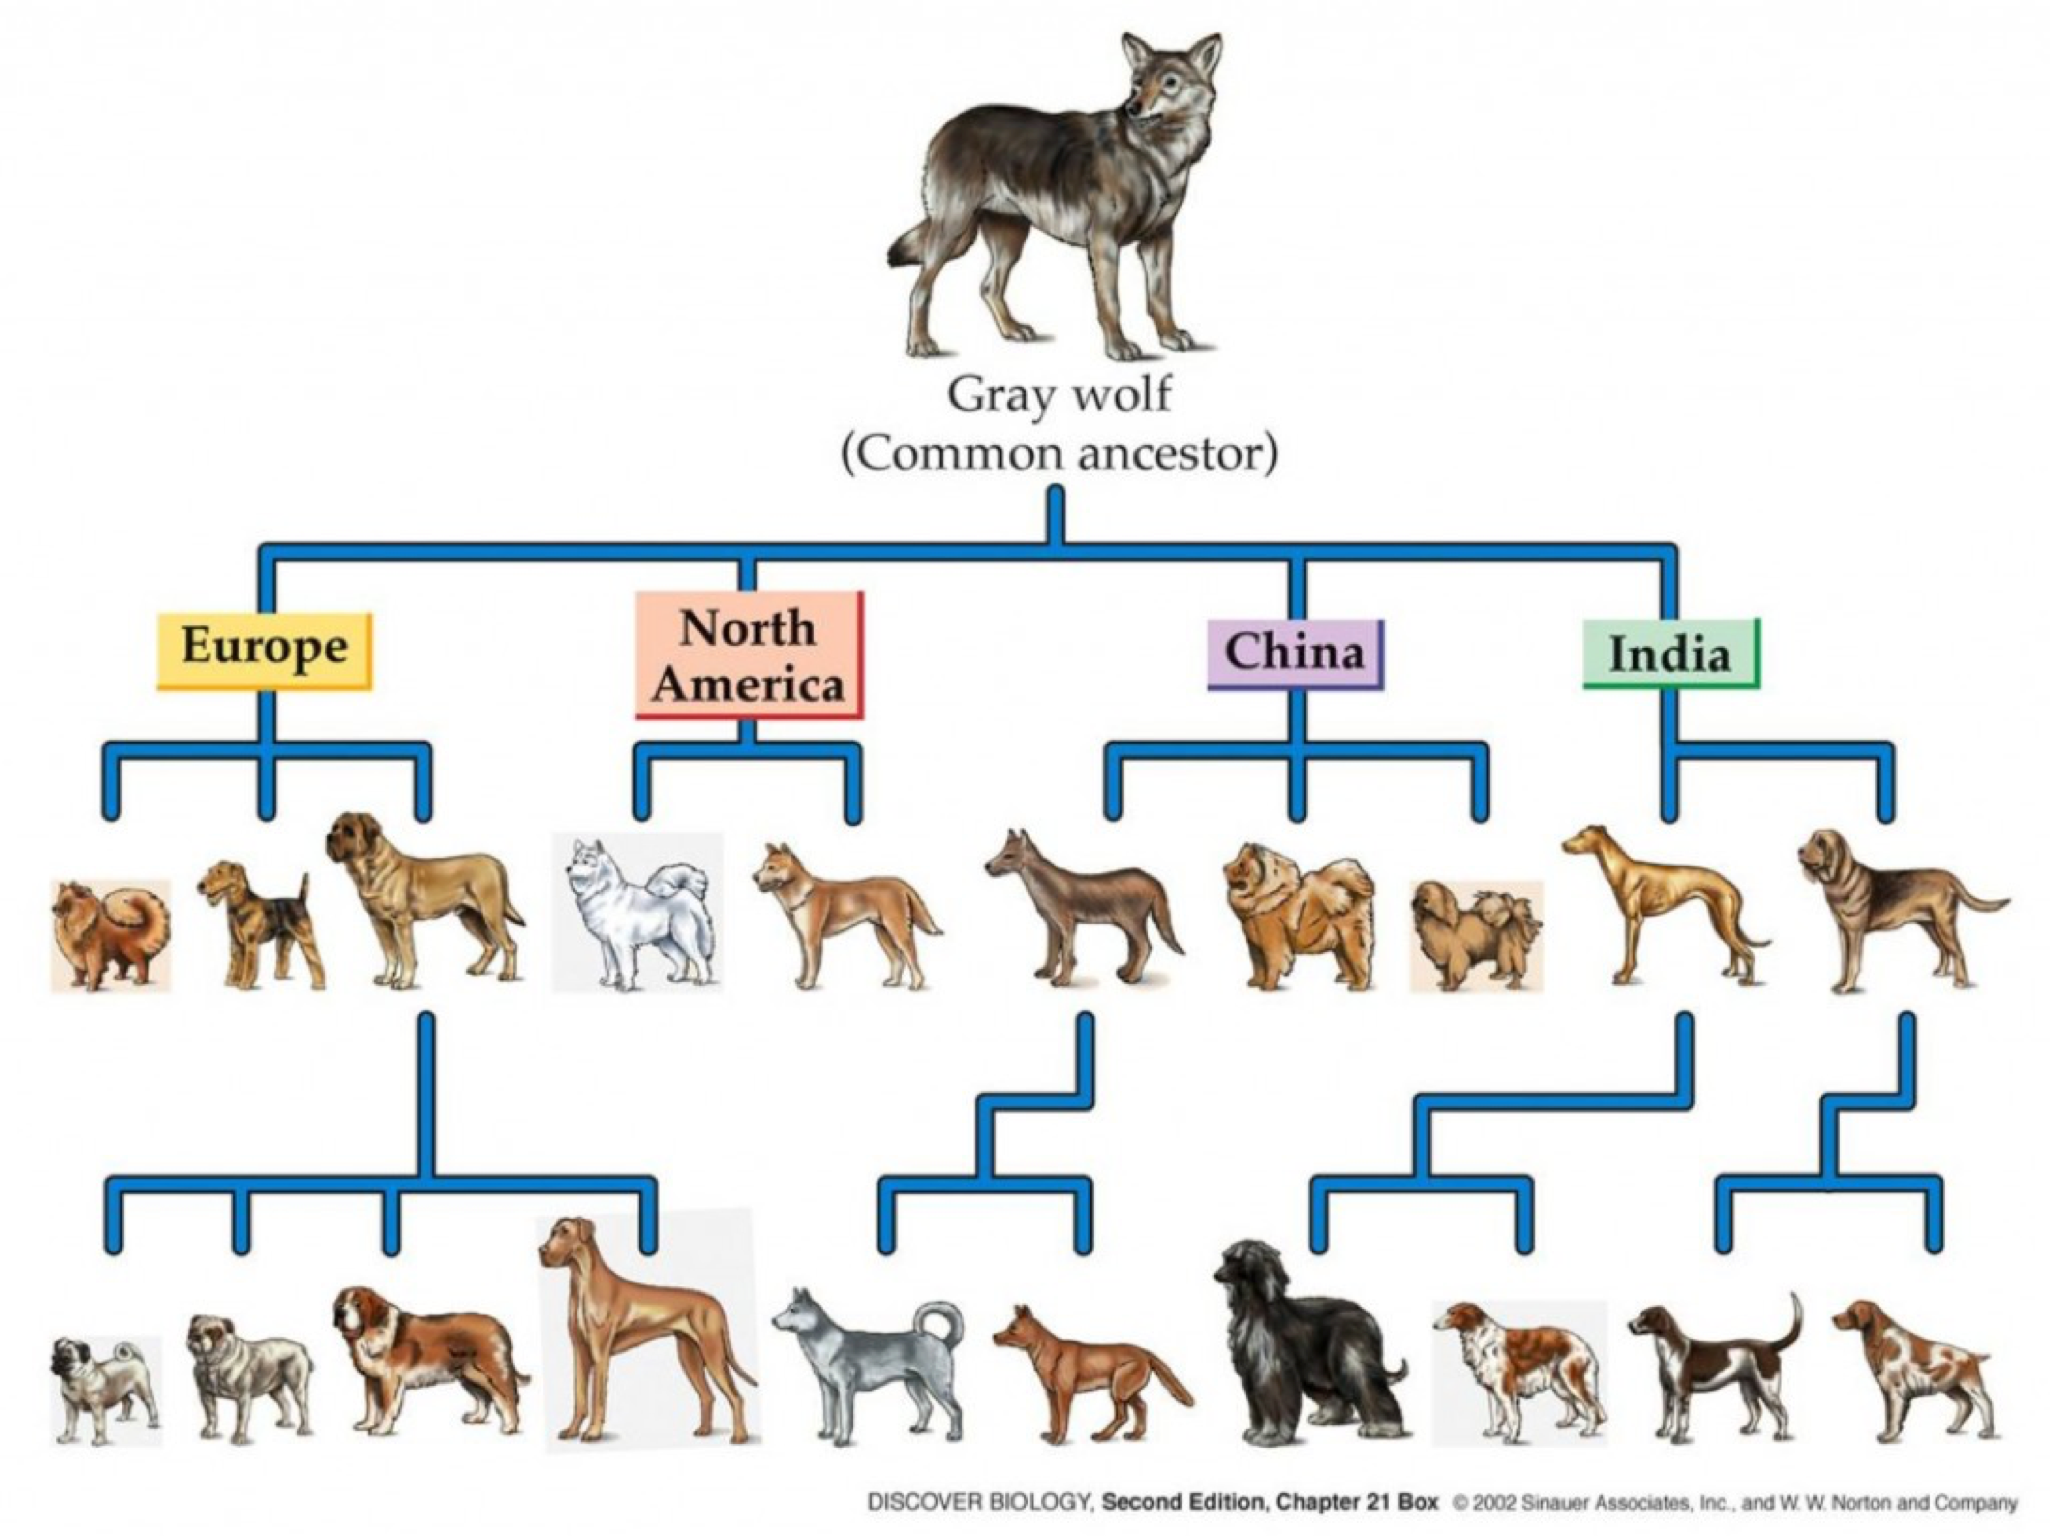 Gray wolf
(Common ancestor)
Europe
North
America
China
India
DISCOVER BIOLOGY, Second Edition, Chapter 21 Box © 2002 Sinauer Associates, Inc., and W. W. Norton and Company